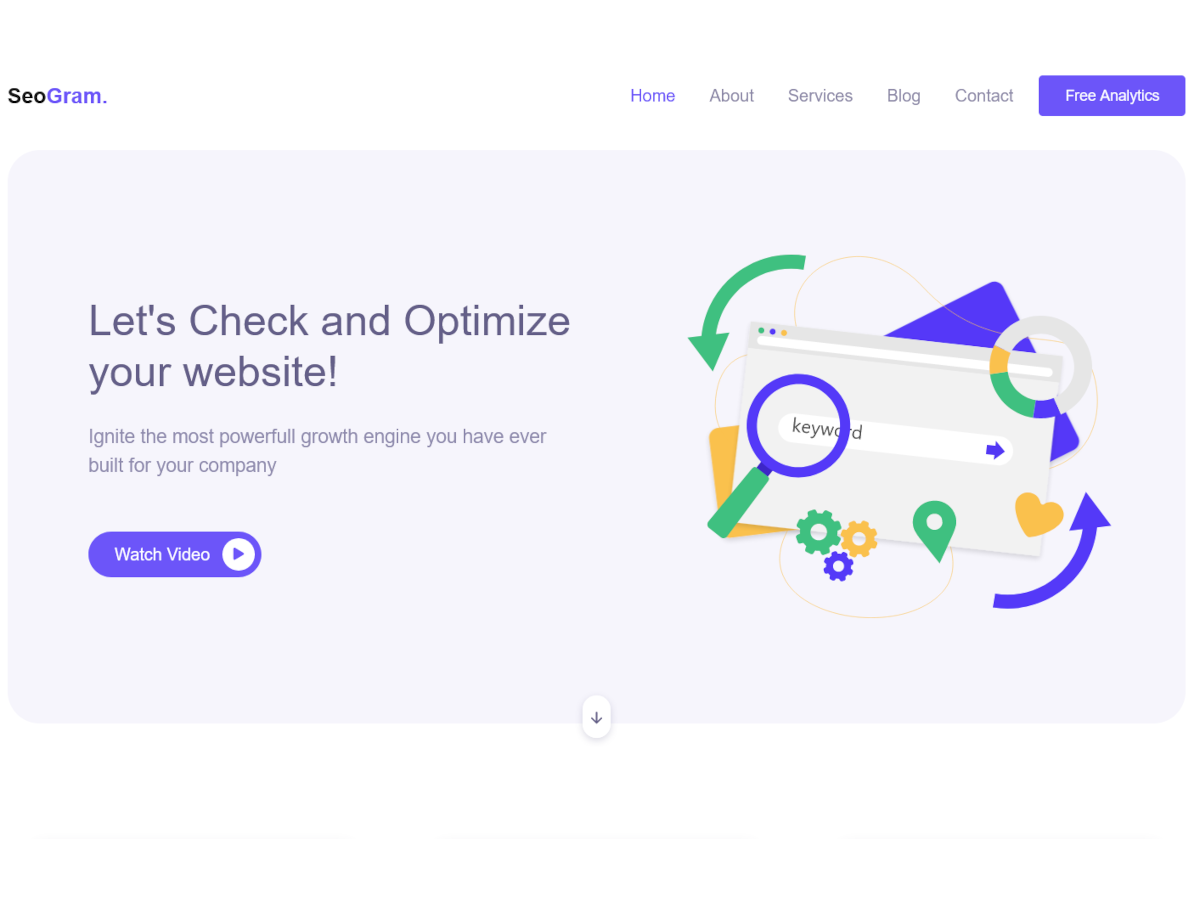 SeoGram.
Home About Services Blog Contact Free Analytics
Let's Check and Optimize
your website!
Ignite the most powerfull growth engine you have ever
built for your company
Watch Video
keyword